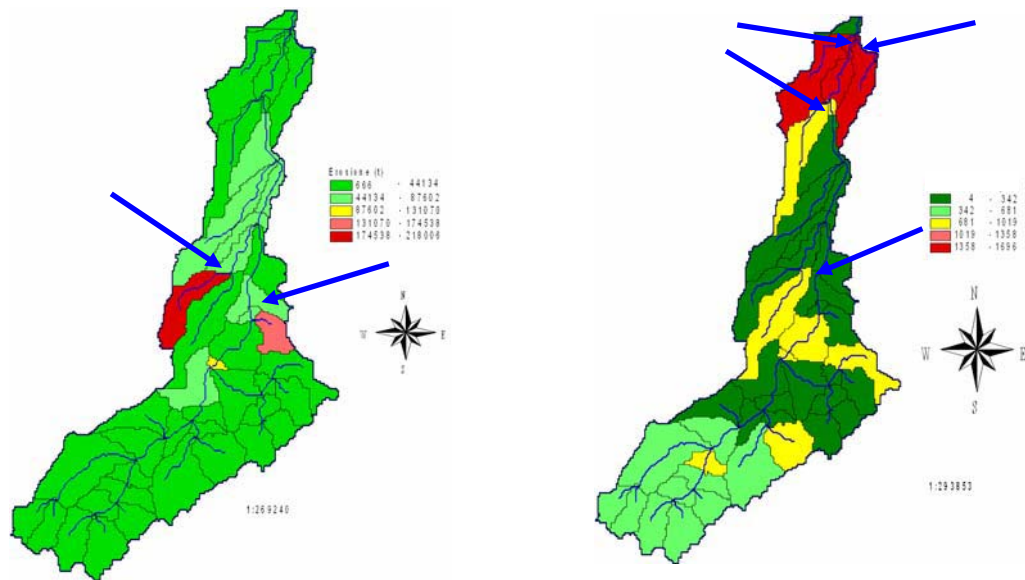 Erosione (t)
666 - 44134
44134 - 87602
87602 - 131070
131070 - 174538
174538 - 218006
N
W E
S
1:269240
4 - 342
342 - 681
681 - 1019
1019 - 1358
1358 - 1696
N
W E
S
1:293853